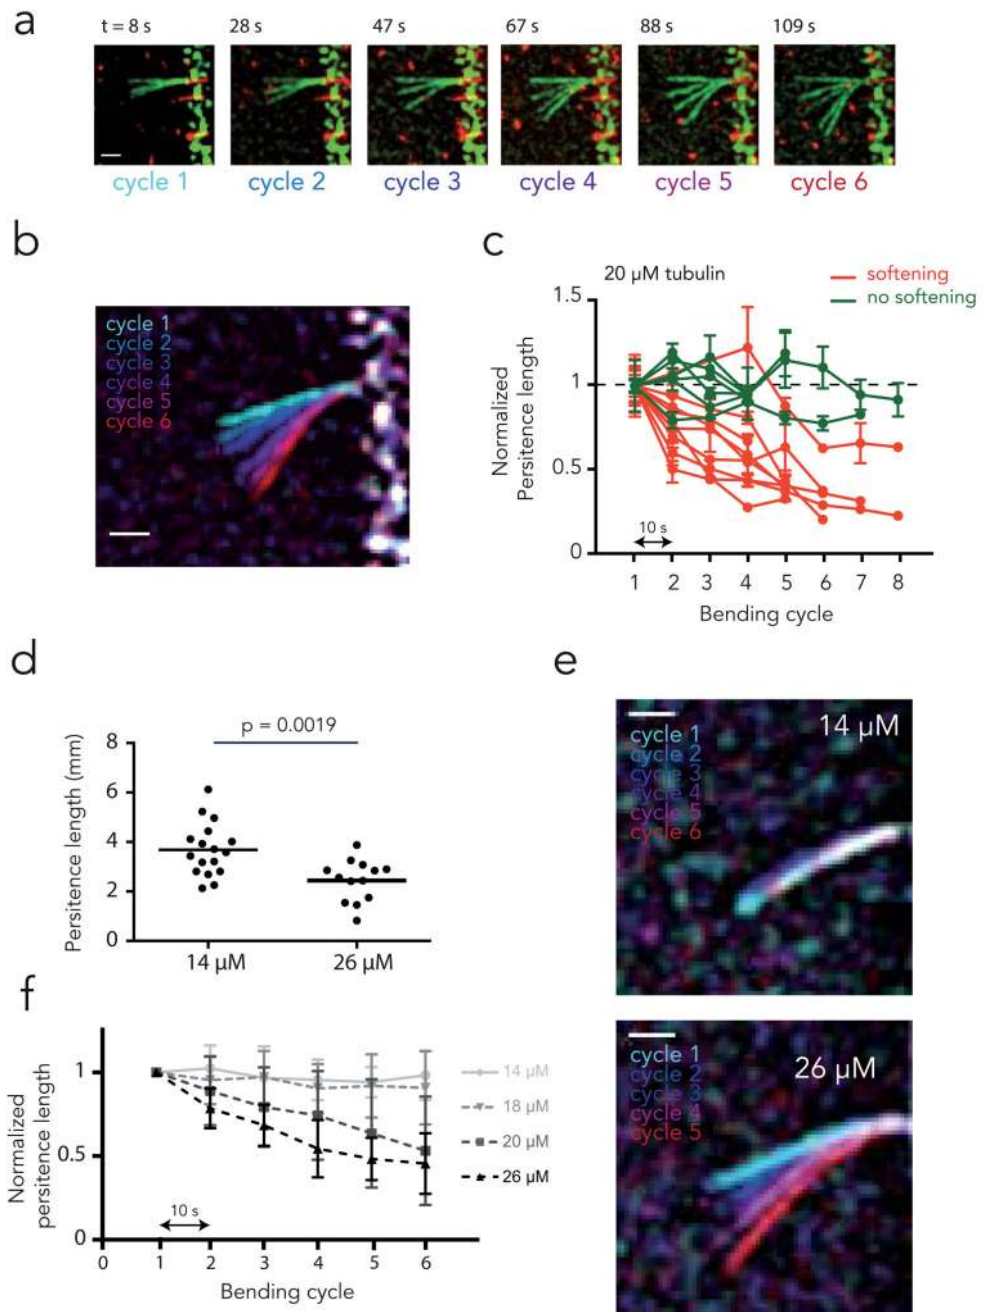 a
t = 8 s
28 s
47 s
67 s
88 s
109 s
cycle 1
cycle 2
cycle 3
cycle 4
cycle 5
cycle 6
b
cycle 1
cycle 2
cycle 3
cycle 4
cycle 5
cycle 6
c
20 µM tubulin
softening
no softening
1.5
1
0.5
0
Normalized
Persitence length
10 s
1 2 3 4 5 6 7 8
Bending cycle
d
p = 0.0019
8
6
4
2
0
Persitence length (mm)
14 µM
26 µM
e
14 µM
cycle 1
cycle 2
cycle 3
cycle 4
cycle 5
cycle 6
26 µM
cycle 1
cycle 2
cycle 3
cycle 4
cycle 5
f
Normalized
persitence length
1
0.5
0
10 s
0 1 2 3 4 5 6
Bending cycle
14 µM
18 µM
20 µM
26 µM